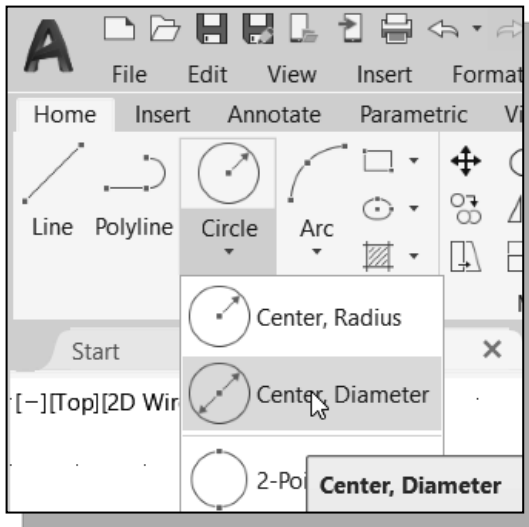 File Edit View Insert Format
Home Insert Annotate Parametric Vi
Line Polyline Circle Arc
Center, Radius
Start
Center, Diameter
[−][Top][2D Wir
2-Poi
Center, Diameter